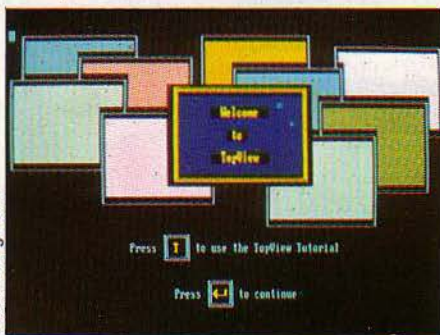 Welcome
to
TopView
Press T to use the TopView Tutorial
Press ↵ to continue